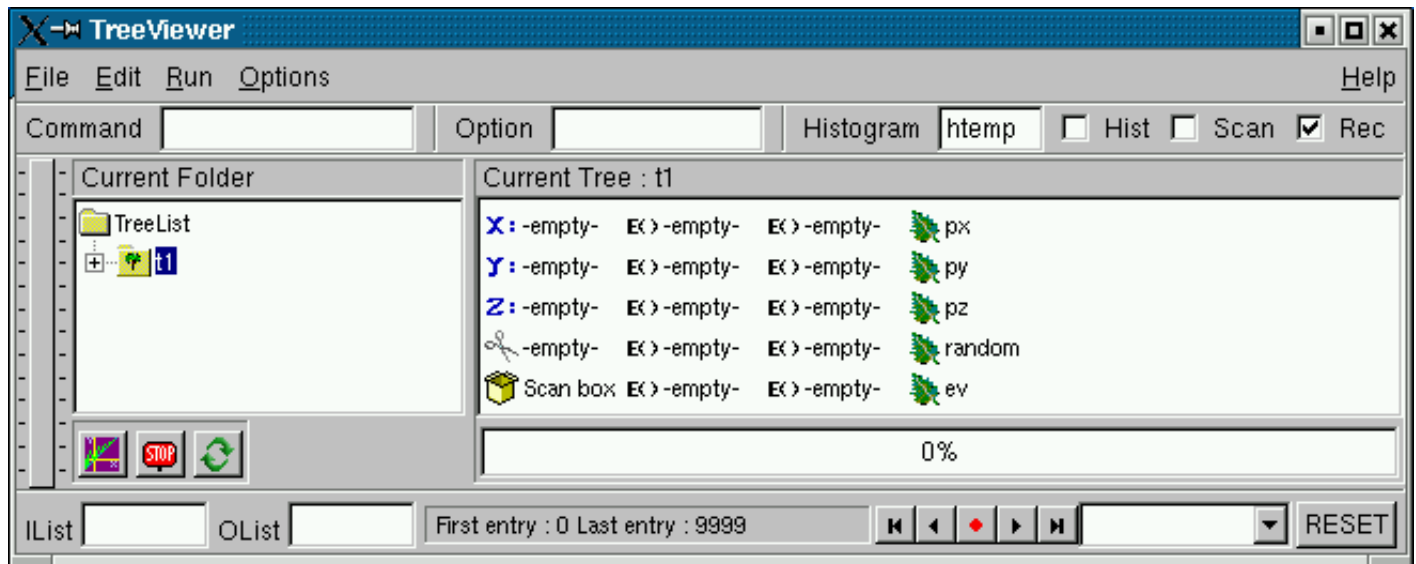 TreeViewer
File Edit Run Options Help
Command Option Histogram htemp Hist Scan Rec
Current Folder
TreeList
t1
Current Tree : t1
X: -empty- E() -empty- E() -empty- px
Y: -empty- E() -empty- E() -empty- py
Z: -empty- E() -empty- E() -empty- pz
-empty- E() -empty- E() -empty- random
Scan box E() -empty- E() -empty- ev
STOP
0%
IList OList First entry : 0 Last entry : 9999 RESET